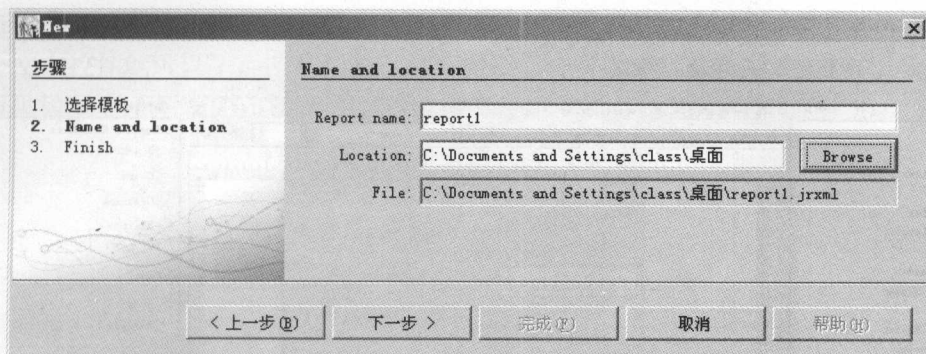 New
步骤
1. 选择模板
2. Name and location
3. Finish
Name and location
Report name: report1
Location: C:\Documents and Settings\class\桌面 Browse
File: C:\Documents and Settings\class\桌面\report1.jrxml
< 上一步(B) 下一步 > 完成(F) 取消 帮助(H)